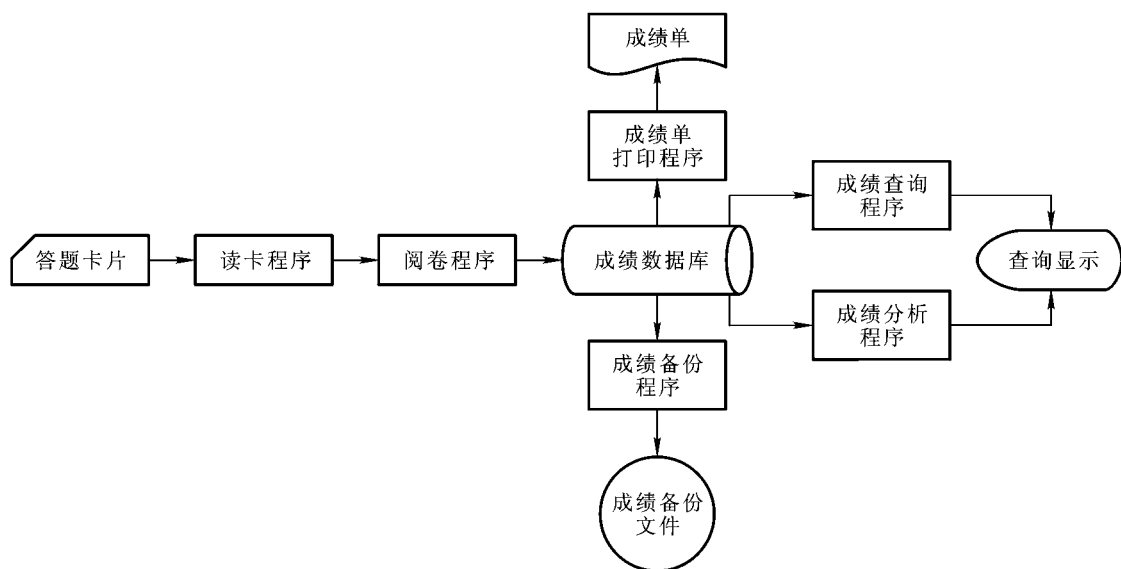 成绩单
成绩单
打印程序
成绩查询
程序
答题卡片
读卡程序
阅卷程序
成绩数据库
查询显示
成绩分析
程序
成绩备份
程序
成绩备份
文件